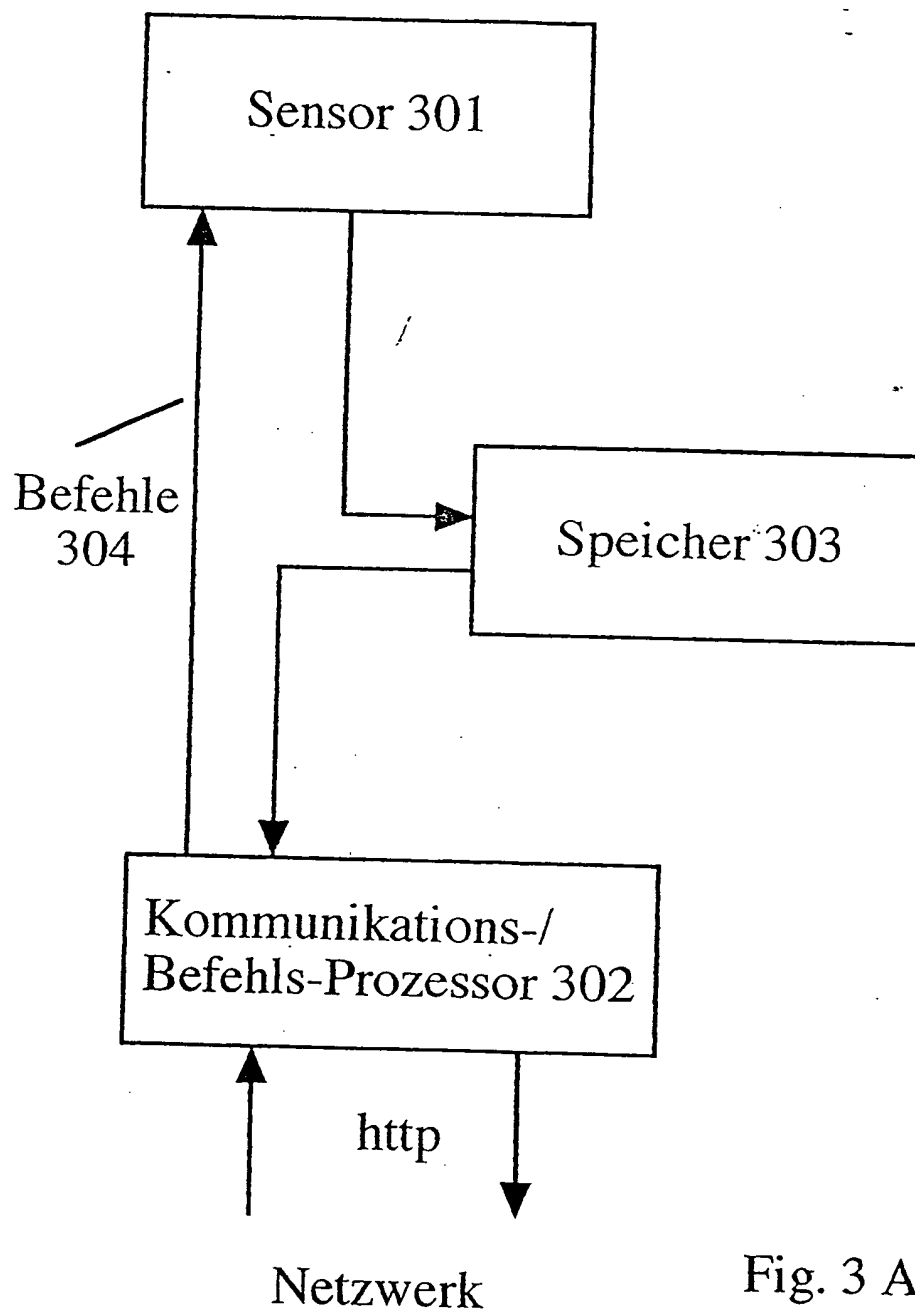 Sensor 301
Befehle
304
Speicher 303
Kommunikations-/
Befehls-Prozessor 302
http
Netzwerk
Fig. 3 A